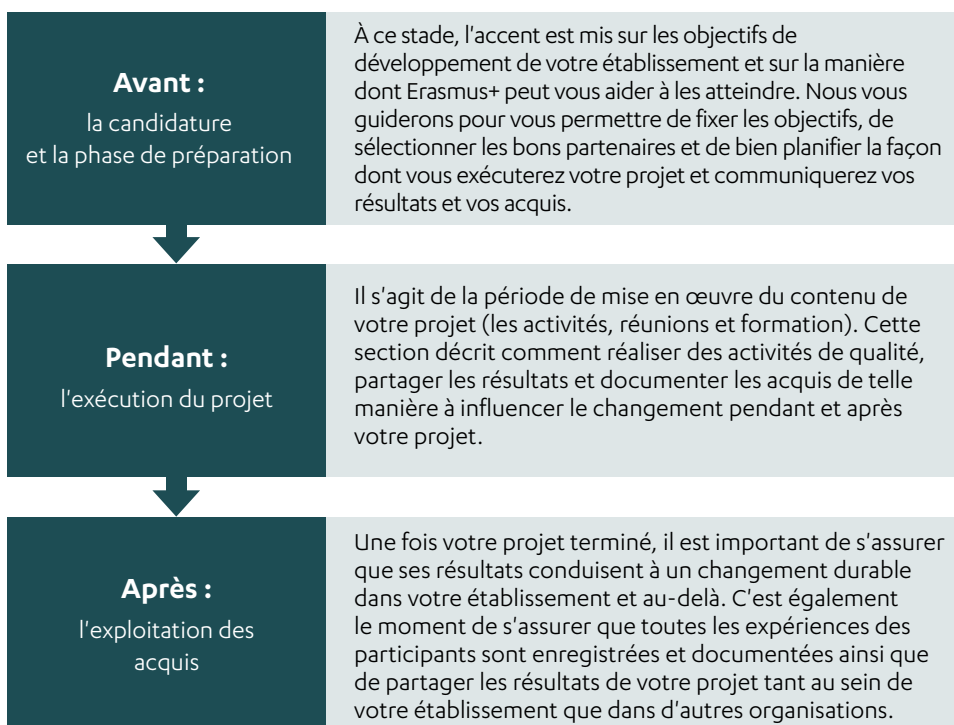 Avant :
la candidature
et la phase de préparation
À ce stade, l'accent est mis sur les objectifs de
développement de votre établissement et sur la manière
dont Erasmus+ peut vous aider à les atteindre. Nous vous
guiderons pour vous permettre de fixer les objectifs, de
sélectionner les bons partenaires et de bien planifier la façon
dont vous exécuterez votre projet et communiquerez vos
résultats et vos acquis.
Pendant :
l'exécution du projet
Il s'agit de la période de mise en œuvre du contenu de
votre projet (les activités, réunions et formation). Cette
section décrit comment réaliser des activités de qualité,
partager les résultats et documenter les acquis de telle
manière à influencer le changement pendant et après
votre projet.
Après :
l'exploitation des
acquis
Une fois votre projet terminé, il est important de s'assurer
que ses résultats conduisent à un changement durable
dans votre établissement et au-delà. C'est également
le moment de s'assurer que toutes les expériences des
participants sont enregistrées et documentées ainsi que
de partager les résultats de votre projet tant au sein de
votre établissement que dans d'autres organisations.